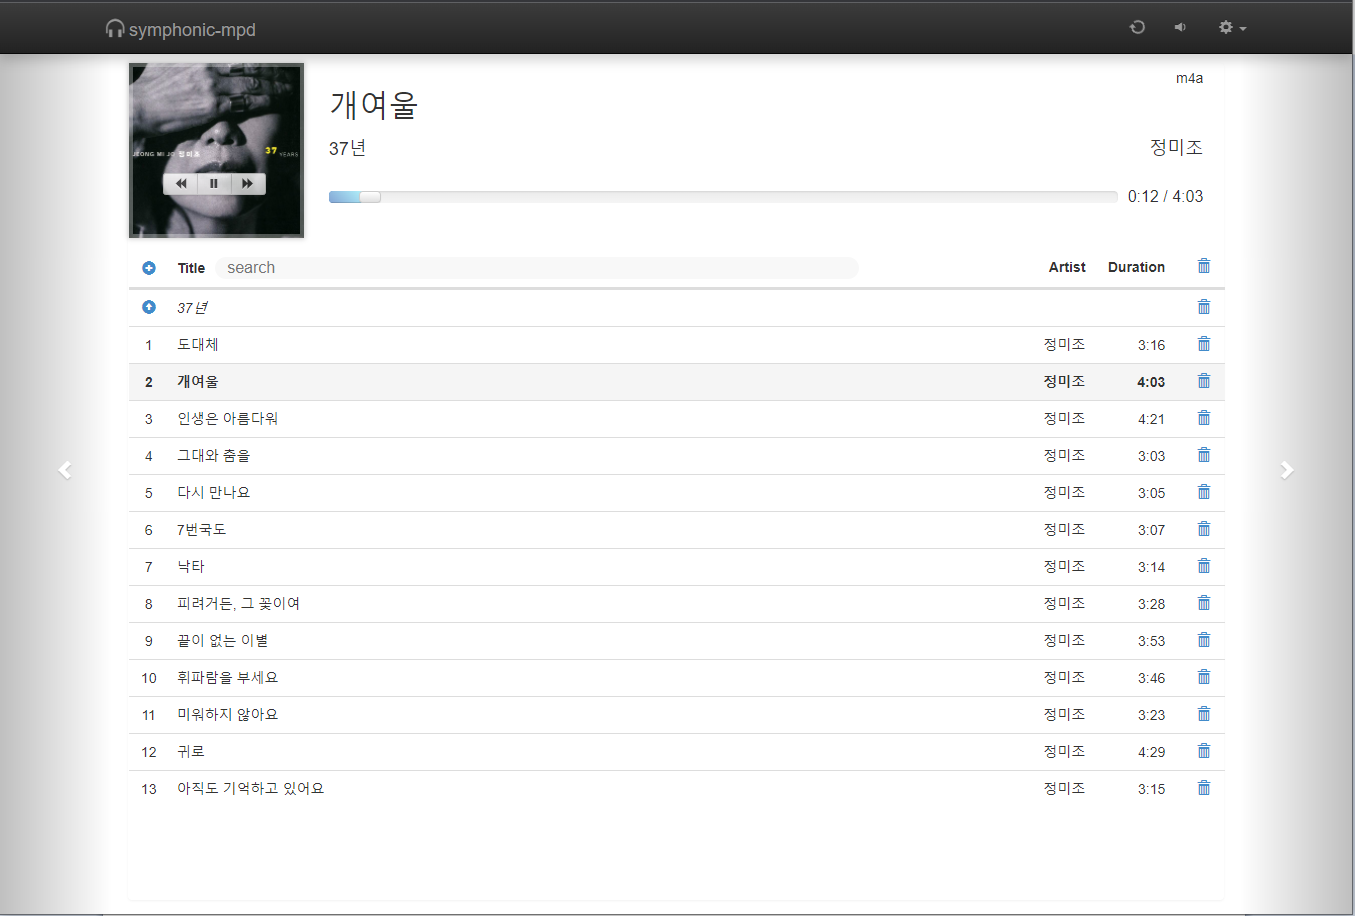 symphonic-mpd
m4a
개여울
37년
정미조
JEONG MI JO 정미조
37 YEARS
0:12 / 4:03
Title search Artist Duration
37년
1 도대체 정미조 3:16
2 개여울 정미조 4:03
3 인생은 아름다워 정미조 4:21
4 그대와 춤을 정미조 3:03
5 다시 만나요 정미조 3:05
6 7번국도 정미조 3:07
7 낙타 정미조 3:14
8 피려거든, 그 꽃이여 정미조 3:28
9 끝이 없는 이별 정미조 3:53
10 휘파람을 부세요 정미조 3:46
11 미워하지 않아요 정미조 3:23
12 귀로 정미조 4:29
13 아직도 기억하고 있어요 정미조 3:15